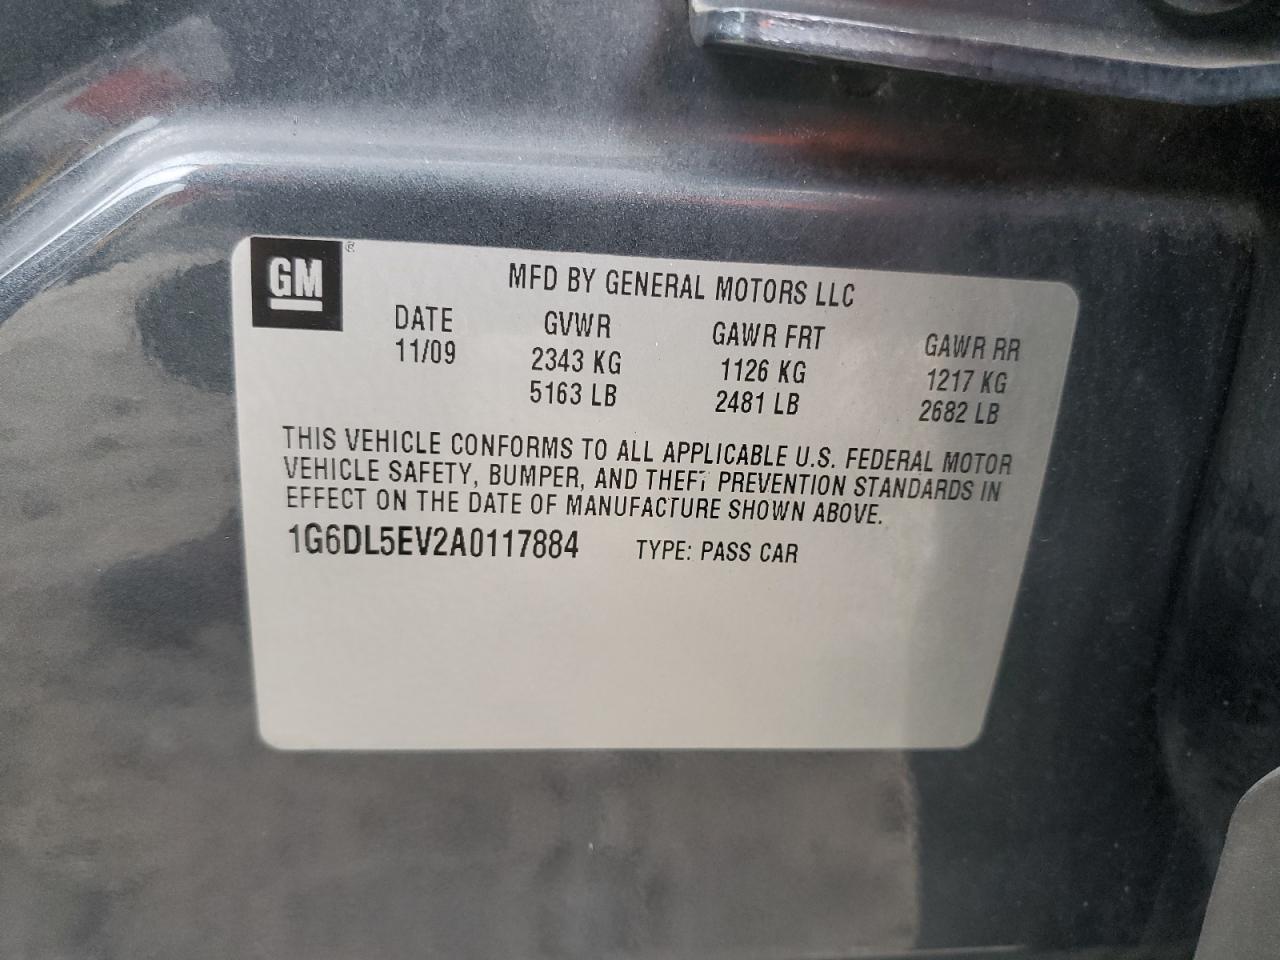 GM ®
MFD BY GENERAL MOTORS LLC
DATE GVWR GAWR FRT GAWR RR
11/09 2343 KG 1126 KG 1217 KG
5163 LB 2481 LB 2682 LB
THIS VEHICLE CONFORMS TO ALL APPLICABLE U.S. FEDERAL MOTOR
VEHICLE SAFETY, BUMPER, AND THEFT PREVENTION STANDARDS IN
EFFECT ON THE DATE OF MANUFACTURE SHOWN ABOVE.
1G6DL5EV2A0117884 TYPE: PASS CAR